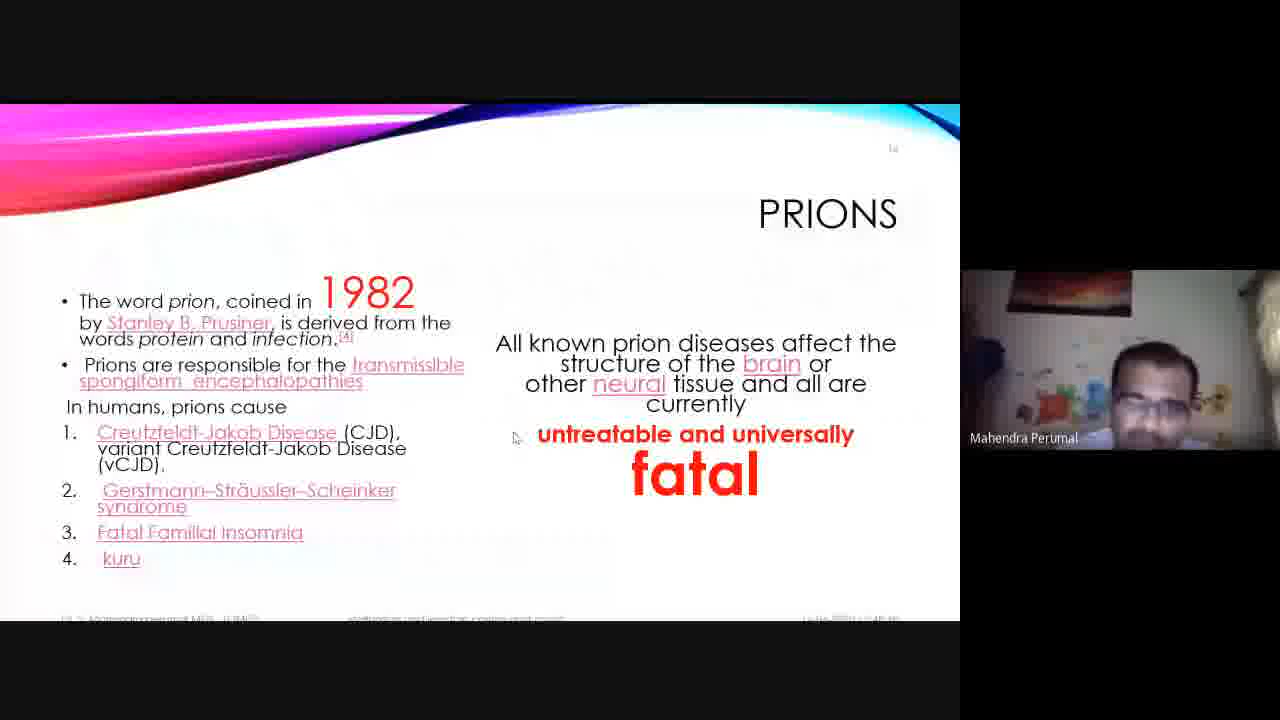 PRIONS
• The word prion, coined in 1982
by Stanley B. Prusiner, is derived from the
words protein and infection.[4]
• Prions are responsible for the transmissible
spongiform encephalopathies
In humans, prions cause
1. Creutzfeldt-Jakob Disease (CJD),
variant Creutzfeldt-Jakob Disease
(vCJD),
2. Gerstmann–Sträussler–Scheinker
syndrome
3. Fatal Familial Insomnia
4. kuru
All known prion diseases affect the
structure of the brain or
other neural tissue and all are
currently
untreatable and universally
fatal
Mahendra Perumal